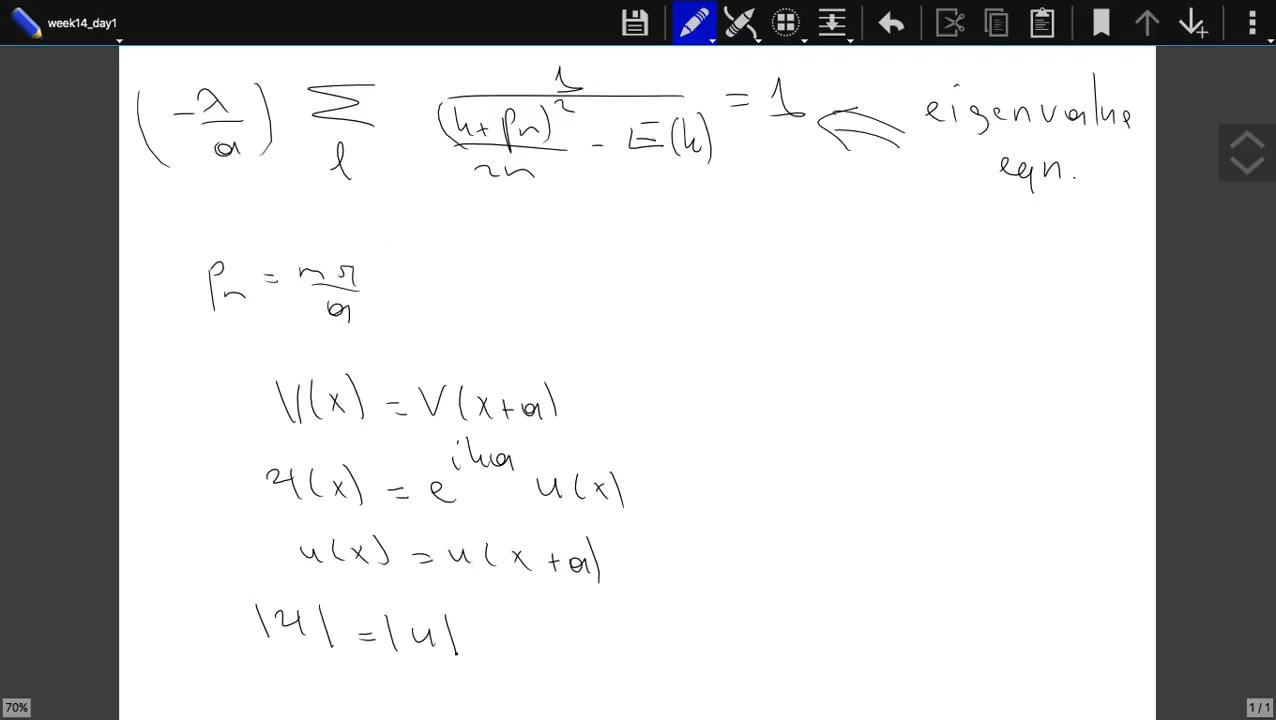 week14_day1
(-λ/a) Σ_l 1/((k+p_n)^2/2m - E(k)) = 1 ⇐ eigenvalue
eqn.
p_n = nπ/a
V(x) = V(x+a)
ψ(x) = e^{ika} u(x)
u(x) = u(x+a)
|ψ| = |u|
70%
1 / 1